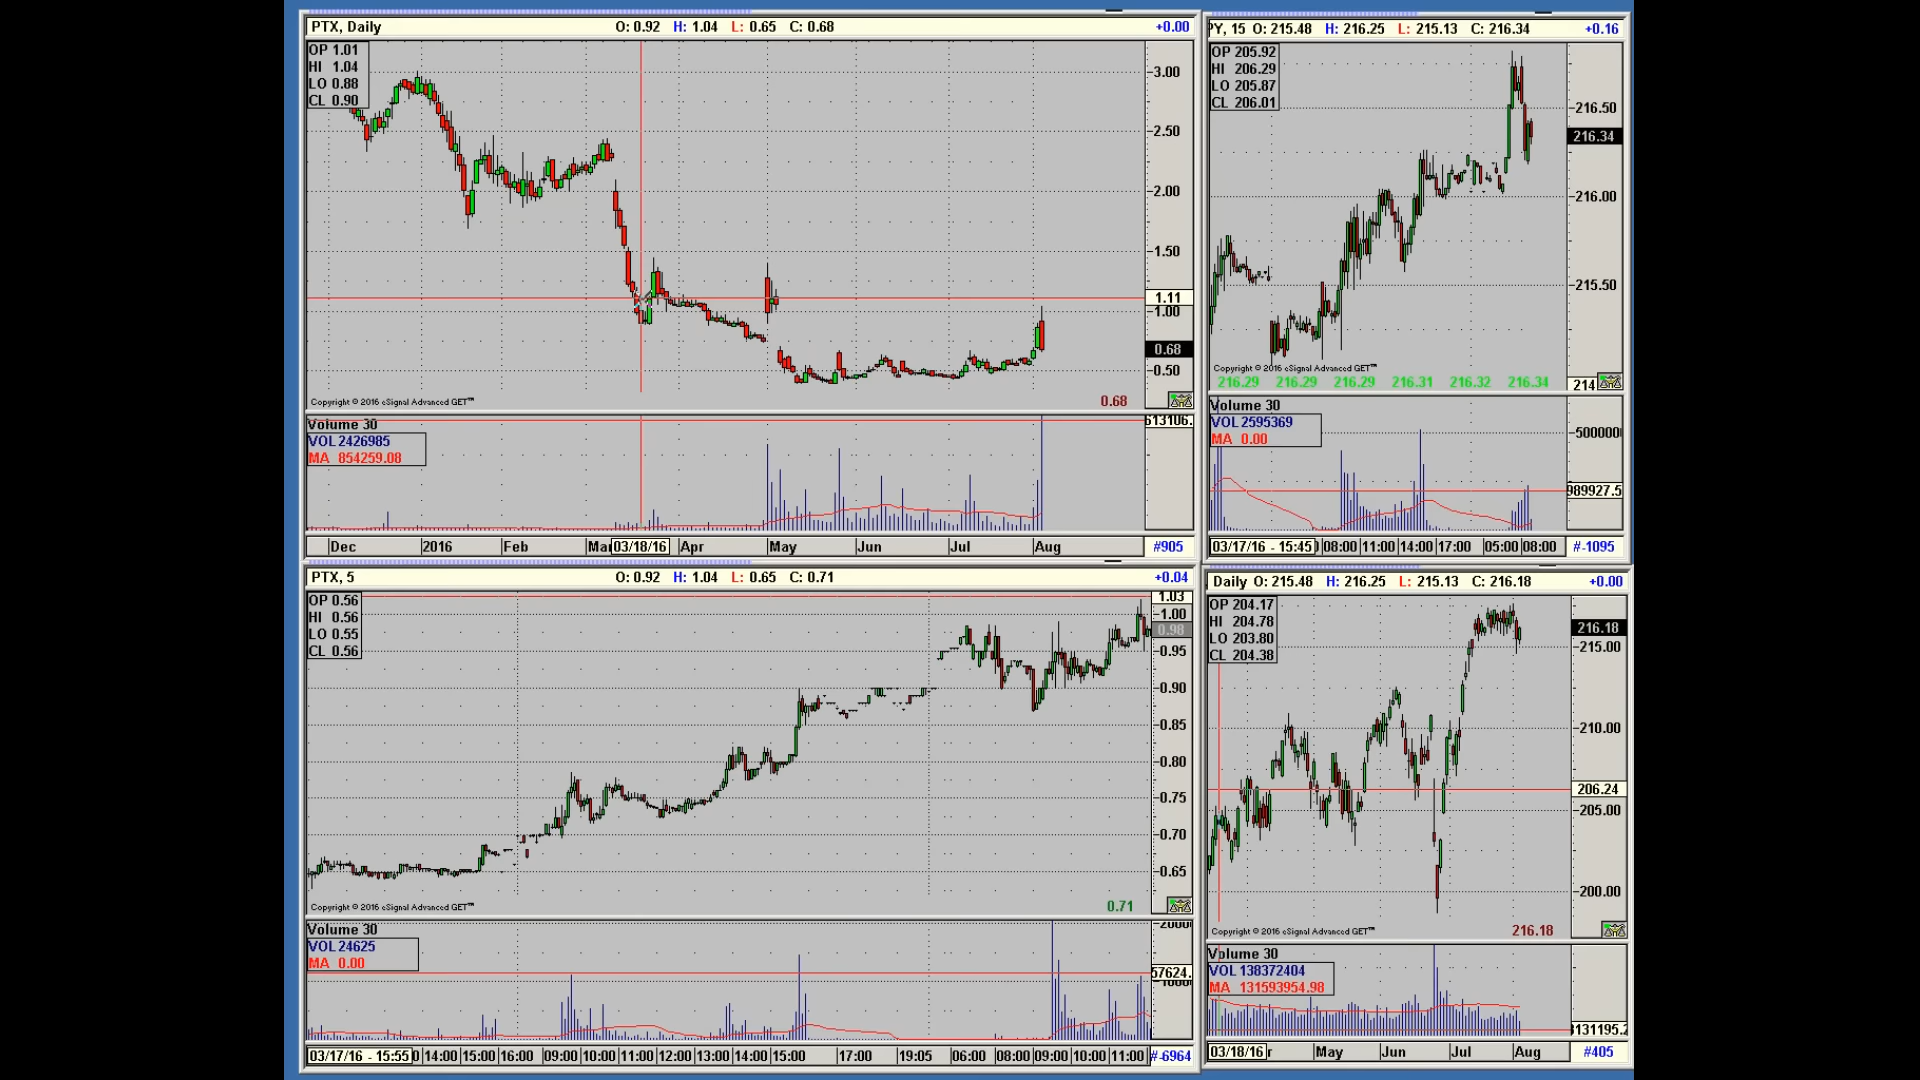 PTX, Daily O: 0.92 H: 1.04 L: 0.65 C: 0.68 +0.00
OP 1.01
HI 1.04
LO 0.88
CL 0.90
3.00
2.50
2.00
1.50
1.11
1.00
0.68
0.50
Copyright © 2016 eSignal Advanced GET™ 0.68
Volume 30
VOL 2426985
MA 854259.08
613106.
Dec 2016 Feb Mar 03/18/16 Apr May Jun Jul Aug #905
PY, 15 O: 215.48 H: 216.25 L: 215.13 C: 216.34 +0.16
OP 205.92
HI 206.29
LO 205.87
CL 206.01
216.50
216.34
216.00
215.50
Copyright © 2016 eSignal Advanced GET™
216.29 216.29 216.29 216.31 216.32 216.34 214
Volume 30
VOL 2595369
MA 0.00
5000000
989927.5
03/17/16 - 15:45 08:00 11:00 14:00 17:00 05:00 08:00 #-1095
PTX, 5 O: 0.92 H: 1.04 L: 0.65 C: 0.71 +0.04
OP 0.56
HI 0.56
LO 0.55
CL 0.56
1.03
1.00
0.98
0.95
0.90
0.85
0.80
0.75
0.70
0.65
Copyright © 2016 eSignal Advanced GET™ 0.71
Volume 30
VOL 24625
MA 0.00
57624.
03/17/16 - 15:55 0 14:00 15:00 16:00 09:00 10:00 11:00 12:00 13:00 14:00 15:00 17:00 19:05 06:00 08:00 09:00 10:00 11:00 #-6964
Daily O: 215.48 H: 216.25 L: 215.13 C: 216.18 +0.00
OP 204.17
HI 204.78
LO 203.80
CL 204.38
216.18
215.00
210.00
206.24
205.00
200.00
Copyright © 2016 eSignal Advanced GET™ 216.18
Volume 30
VOL 138372404
MA 131593954.98
131195.2
03/18/16 r May Jun Jul Aug #405